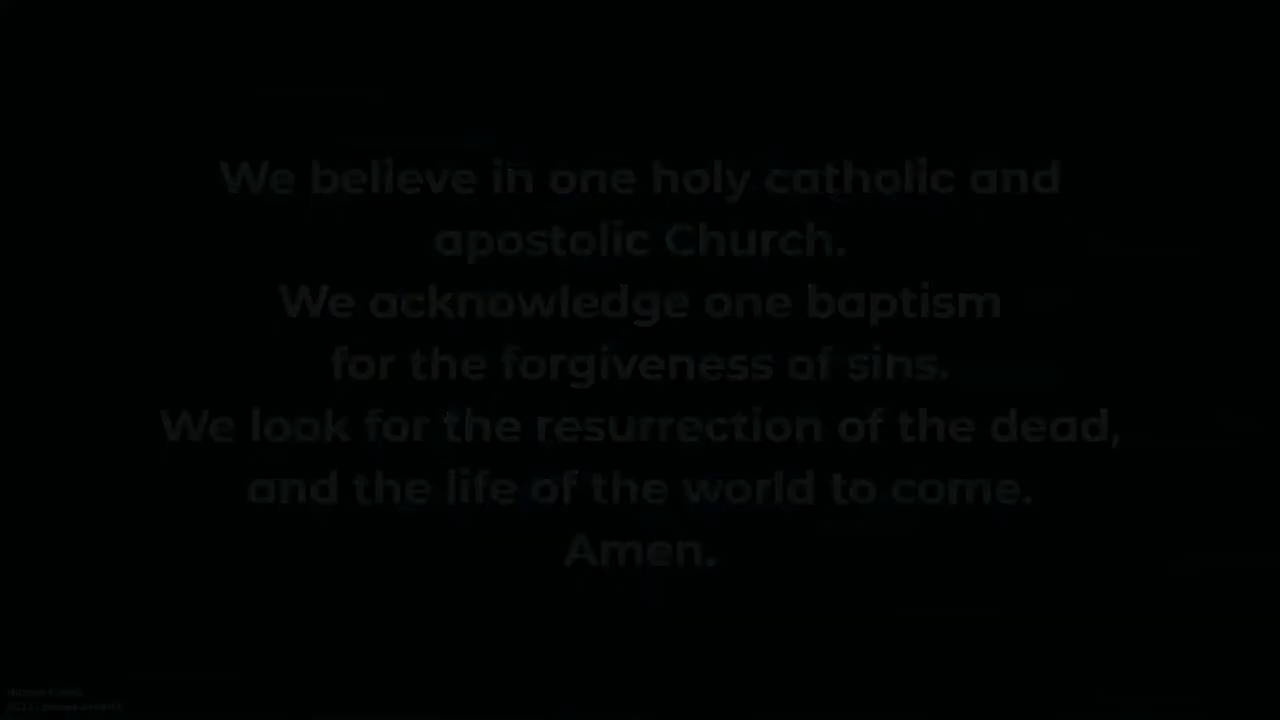 We believe in one holy catholic and
apostolic Church.
We acknowledge one baptism
for the forgiveness of sins.
We look for the resurrection of the dead,
and the life of the world to come.
Amen.